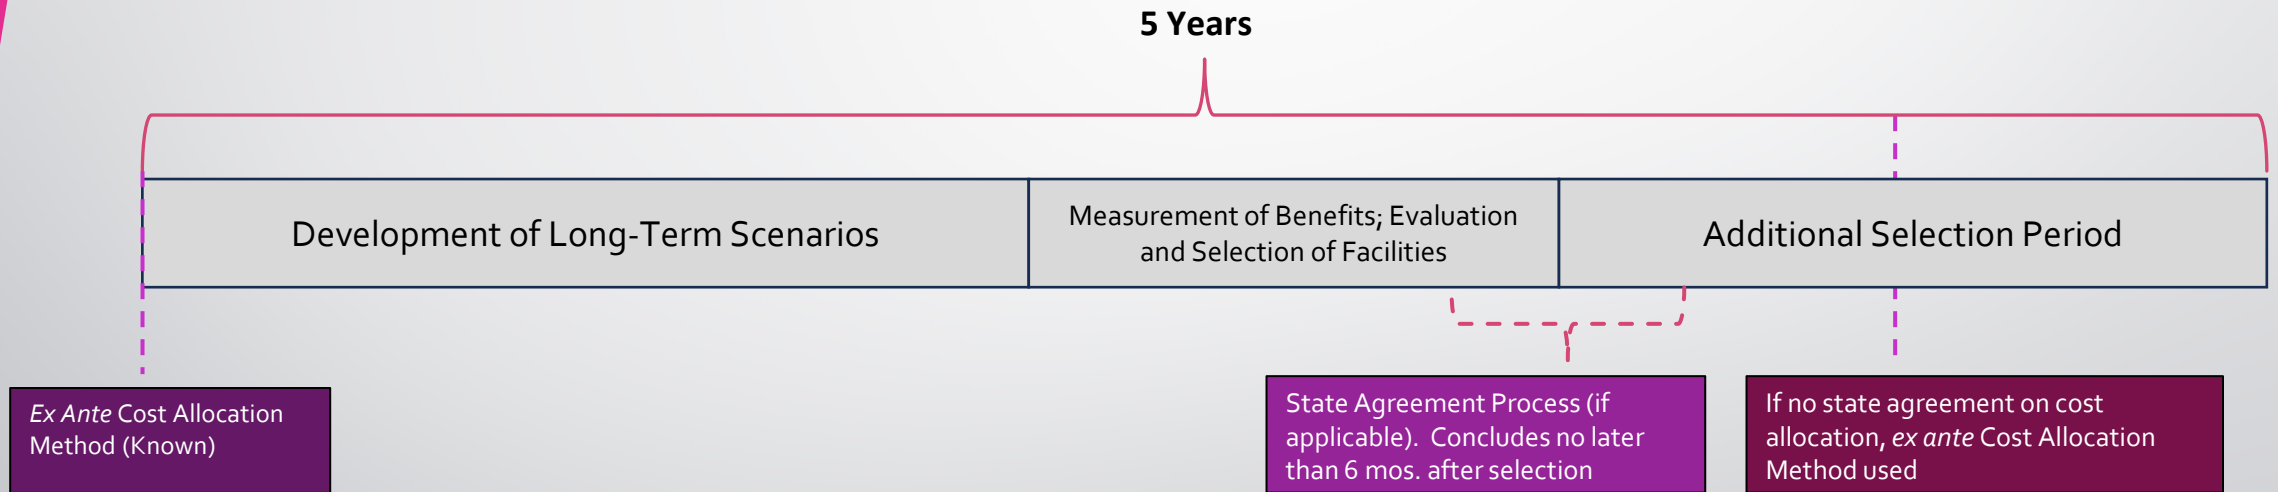 5 Years
Development of Long-Term Scenarios
Measurement of Benefits; Evaluation
and Selection of Facilities
Additional Selection Period
Ex Ante Cost Allocation
Method (Known)
State Agreement Process (if
applicable).  Concludes no later
than 6 mos. after selection
If no state agreement on cost
allocation, ex ante Cost Allocation
Method used